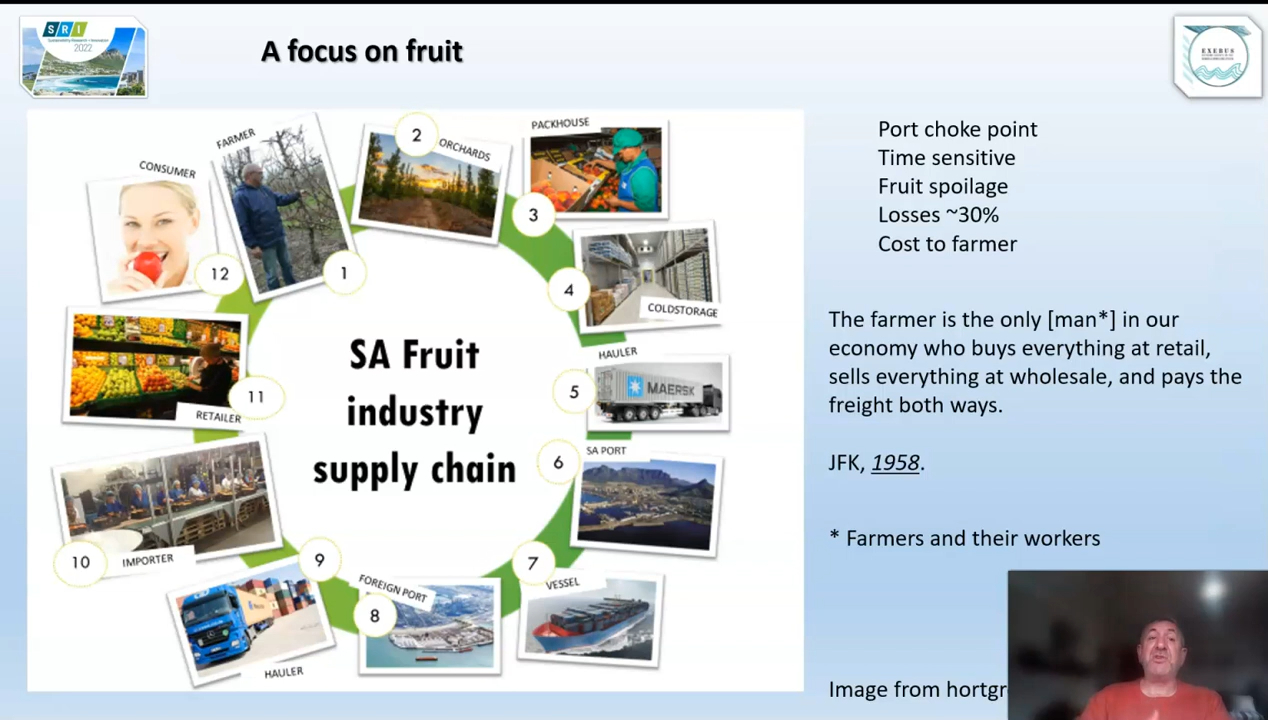 SRI
2022
A focus on fruit
EXEBUS
FARMER
CONSUMER
2
ORCHARDS
PACKHOUSE
3
12
1
4
COLDSTORAGE
HAULER
SA Fruit
industry
supply chain
5
MAERSK
11
RETAILER
6
SA PORT
10
IMPORTER
9
7
VESSEL
FOREIGN PORT
8
HAULER
Port choke point
Time sensitive
Fruit spoilage
Losses ~30%
Cost to farmer
The farmer is the only [man*] in our
economy who buys everything at retail,
sells everything at wholesale, and pays the
freight both ways.
JFK, 1958.
* Farmers and their workers
Image from hortgr